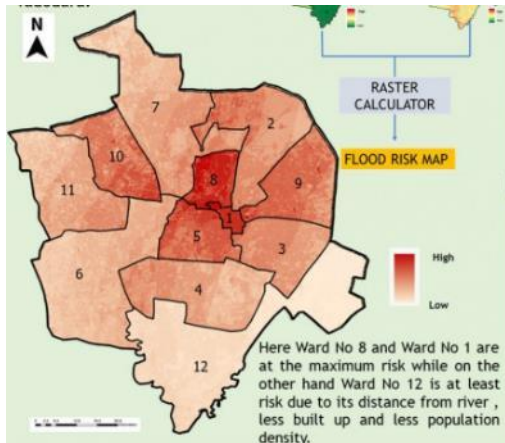 N
RASTER
CALCULATOR
FLOOD RISK MAP
7
2
10
8
9
11
1
5
3
6
4
12
High
Low
Here Ward No 8 and Ward No 1 are
at the maximum risk while on the
other hand Ward No 12 is at least
risk due to its distance from river ,
less built up and less population
density.